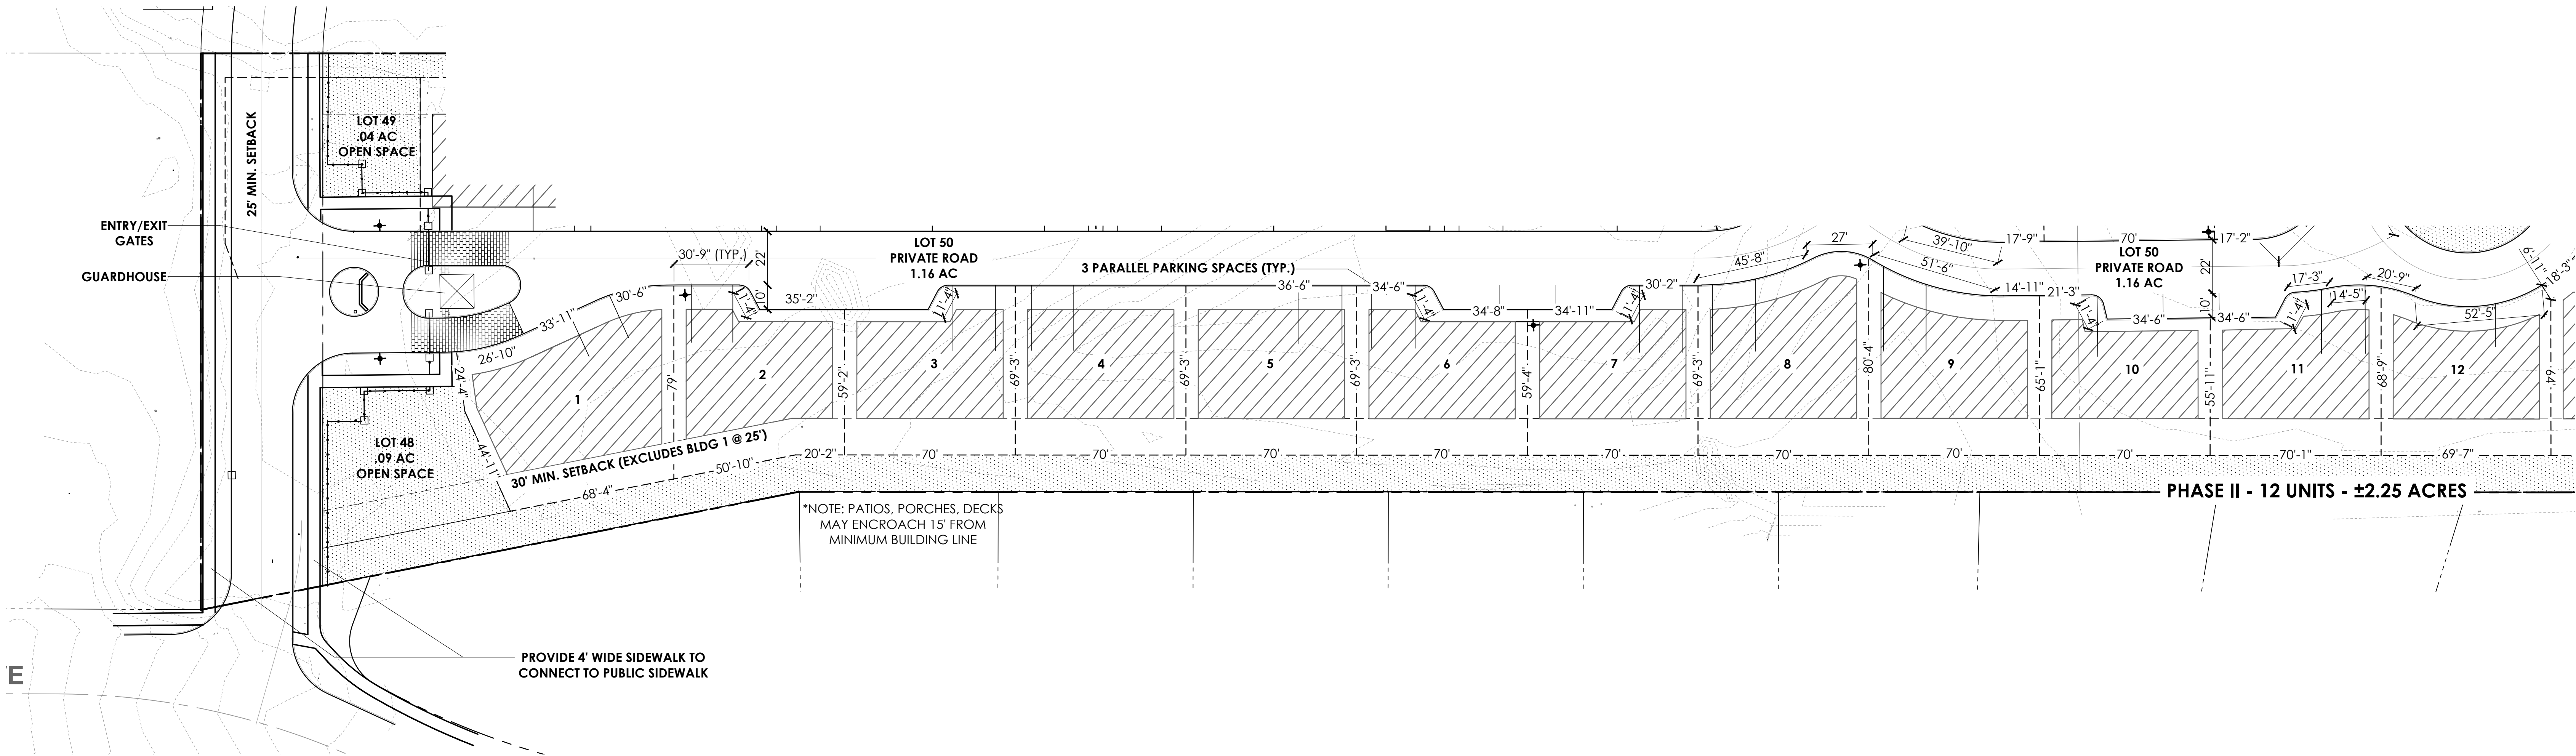 25' MIN. SETBACK
LOT 49
.04 AC
OPEN SPACE
ENTRY/EXIT
GATES
GUARDHOUSE
30'-9" (TYP.)
22'
10'
LOT 50
PRIVATE ROAD
1.16 AC
3 PARALLEL PARKING SPACES (TYP.)
27'
45'-8"
39'-10"
51'-6"
17'-9"
70'
17'-2"
LOT 50
PRIVATE ROAD
1.16 AC
22'
10'
6'-11"
18'-3"
26'-10"
33'-11"
30'-6"
11'-4"
35'-2"
11'-4"
36'-6"
34'-6"
11'-4"
34'-8"
34'-11"
11'-4"
30'-2"
14'-11"
21'-3"
11'-4"
34'-6"
34'-6"
11'-4"
17'-3"
14'-5"
20'-9"
52'-5"
24'-4"
44'-11"
1
79'
2
59'-2"
3
69'-3"
4
69'-3"
5
69'-3"
6
59'-4"
7
69'-3"
8
80'-4"
9
65'-1"
10
55'-11"
11
68'-9"
12
LOT 48
.09 AC
OPEN SPACE
30' MIN. SETBACK (EXCLUDES BLDG 1 @ 25')
68'-4"
50'-10"
20'-2"
70'
70'
70'
70'
70'
70'
70'
70'
70'-1"
69'-7"
PHASE II - 12 UNITS - ±2.25 ACRES
*NOTE: PATIOS, PORCHES, DECKS
MAY ENCROACH 15' FROM
MINIMUM BUILDING LINE
PROVIDE 4' WIDE SIDEWALK TO
CONNECT TO PUBLIC SIDEWALK
E